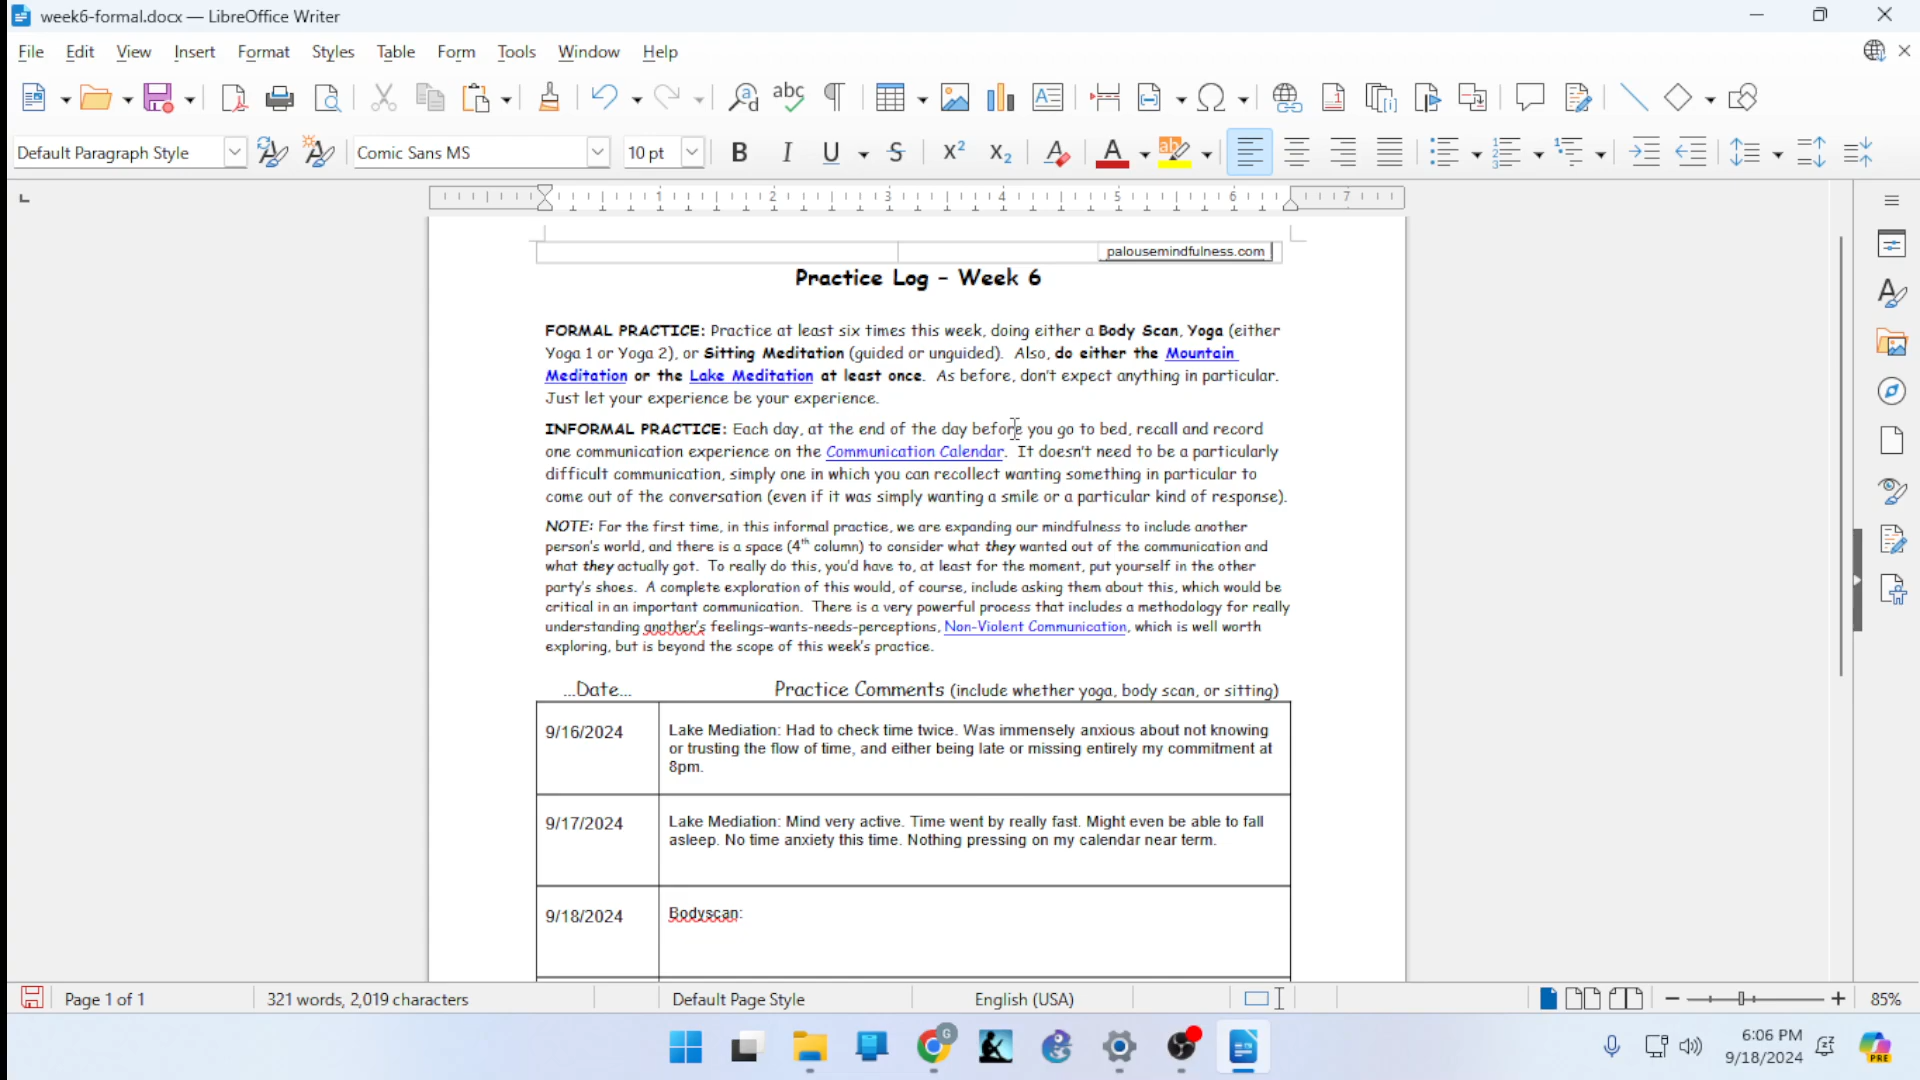 week6-formal.docx — LibreOffice Writer
File Edit View Insert Format Styles Table Form Tools Window Help
Default Paragraph Style Comic Sans MS 10 pt
1 2 3 4 5 6 7
palousemindfulness.com
Practice Log – Week 6
FORMAL PRACTICE: Practice at least six times this week, doing either a Body Scan, Yoga (either
Yoga 1 or Yoga 2), or Sitting Meditation (guided or unguided). Also, do either the Mountain
Meditation or the Lake Meditation at least once. As before, don't expect anything in particular.
Just let your experience be your experience.
INFORMAL PRACTICE: Each day, at the end of the day before you go to bed, recall and record
one communication experience on the Communication Calendar. It doesn't need to be a particularly
difficult communication, simply one in which you can recollect wanting something in particular to
come out of the conversation (even if it was simply wanting a smile or a particular kind of response).
NOTE: For the first time, in this informal practice, we are expanding our mindfulness to include another
person's world, and there is a space (4th column) to consider what they wanted out of the communication and
what they actually got. To really do this, you'd have to, at least for the moment, put yourself in the other
party's shoes. A complete exploration of this would, of course, include asking them about this, which would be
critical in an important communication. There is a very powerful process that includes a methodology for really
understanding another's feelings-wants-needs-perceptions, Non-Violent Communication, which is well worth
exploring, but is beyond the scope of this week's practice.
...Date... Practice Comments (include whether yoga, body scan, or sitting)
9/16/2024 Lake Mediation: Had to check time twice. Was immensely anxious about not knowing
or trusting the flow of time, and either being late or missing entirely my commitment at
8pm.
9/17/2024 Lake Mediation: Mind very active. Time went by really fast. Might even be able to fall
asleep. No time anxiety this time. Nothing pressing on my calendar near term.
9/18/2024 Bodyscan:
Page 1 of 1 321 words, 2,019 characters Default Page Style English (USA) 85%
6:06 PM
9/18/2024
PRE